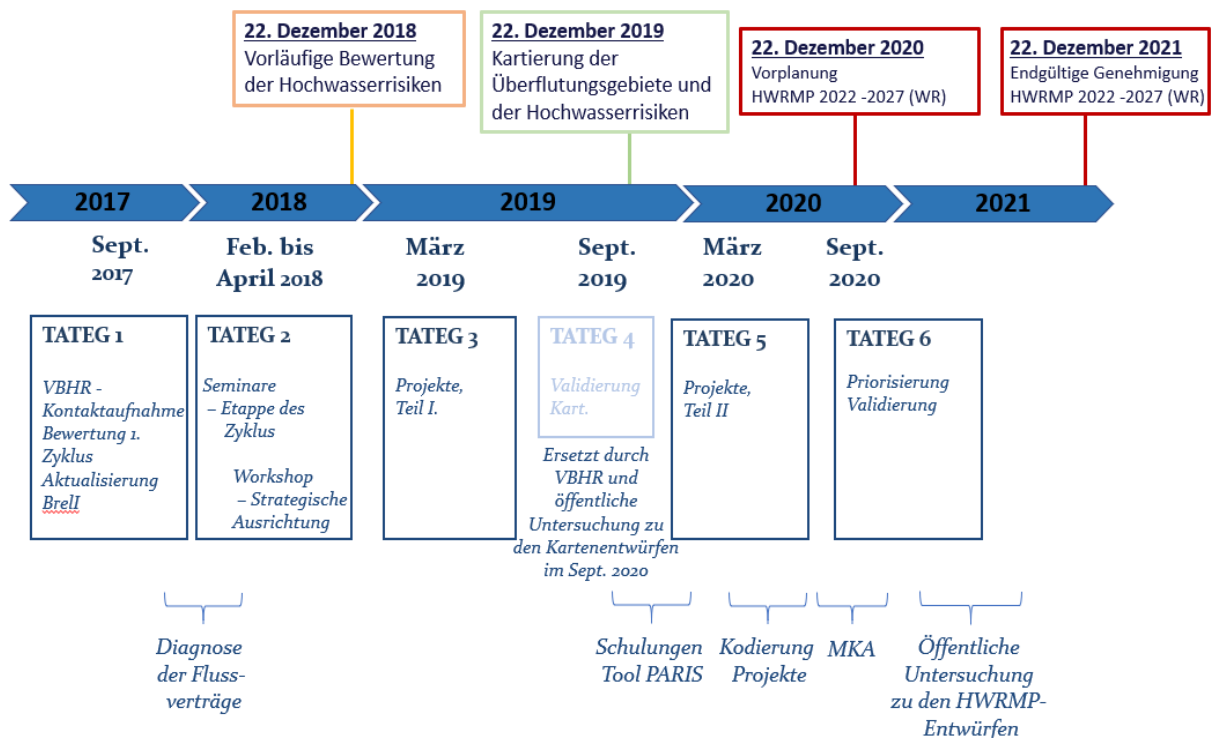 22. Dezember 2018
Vorläufige Bewertung
der Hochwasserrisiken
22. Dezember 2019
Kartierung der
Überflutungsgebiete und
der Hochwasserrisiken
22. Dezember 2020
Vorplanung
HWRMP 2022 -2027 (WR)
22. Dezember 2021
Endgültige Genehmigung
HWRMP 2022 -2027 (WR)
2017
2018
2019
2020
2021
Sept.
2017
Feb. bis
April 2018
März
2019
Sept.
2019
März
2020
Sept.
2020
TATEG 1
VBHR -
Kontaktaufnahme
Bewertung 1.
Zyklus
Aktualisierung
BrelI
TATEG 2
Seminare
– Etappe des
Zyklus
Workshop
– Strategische
Ausrichtung
TATEG 3
Projekte,
Teil I.
TATEG 4
Validierung
Kart.
Ersetzt durch
VBHR und
öffentliche
Untersuchung zu
den Kartenentwürfen
im Sept. 2020
TATEG 5
Projekte,
Teil II
TATEG 6
Priorisierung
Validierung
Diagnose
der Fluss-
verträge
Schulungen
Tool PARIS
Kodierung
Projekte
MKA
Öffentliche
Untersuchung
zu den HWRMP-
Entwürfen